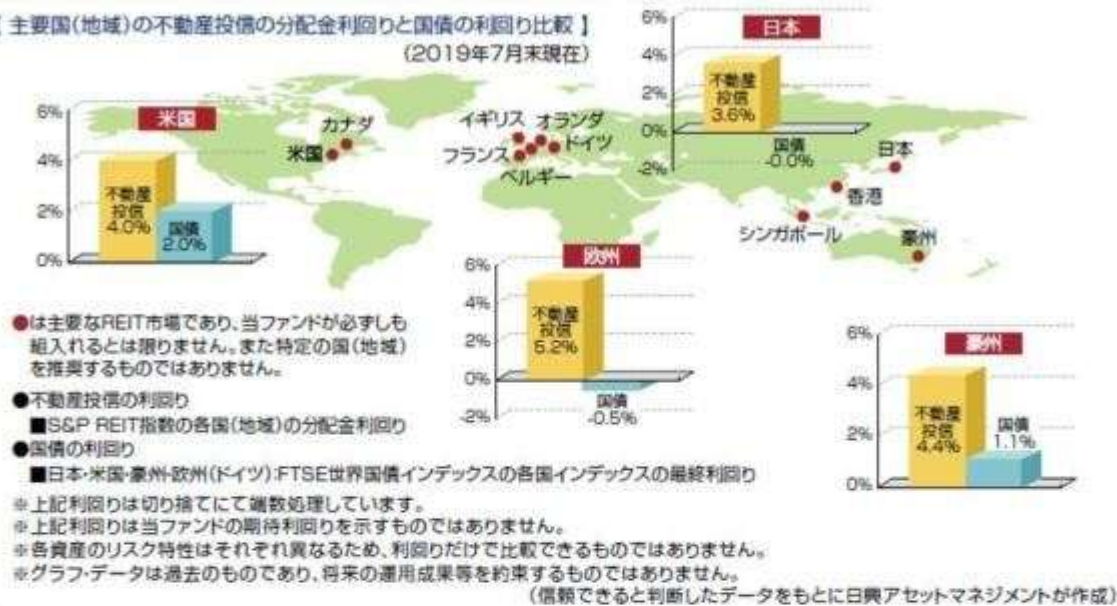 【主要国(地域)の不動産投信の分配金利回りと国債の利回り比較】
(2019年7月末現在)
日本
6%
4%
2%
0%
-2%
不動産
投信
3.6%
国債
-0.0%
米国
6%
4%
2%
0%
不動産
投信
4.0%
国債
2.0%
カナダ
米国
イギリス
オランダ
フランス
ドイツ
ベルギー
日本
香港
シンガポール
豪州
欧州
6%
4%
2%
0%
-2%
不動産
投信
5.2%
国債
-0.5%
豪州
6%
4%
2%
0%
不動産
投信
4.4%
国債
1.1%
●は主要なREIT市場であり、当ファンドが必ずしも
組入れるとは限りません。また特定の国(地域)
を推奨するものではありません。
●不動産投信の利回り
■S&P REIT指数の各国(地域)の分配金利回り
●国債の利回り
■日本・米国・豪州・欧州(ドイツ):FTSE世界国債インデックスの各国インデックスの最終利回り
※上記利回りは切り捨てにて端数処理しています。
※上記利回りは当ファンドの期待利回りを示すものではありません。
※各資産のリスク特性はそれぞれ異なるため、利回りだけで比較できるものではありません。
※グラフ・データは過去のものであり、将来の運用成果等を約束するものではありません。
(信頼できると判断したデータをもとに日興アセットマネジメントが作成)